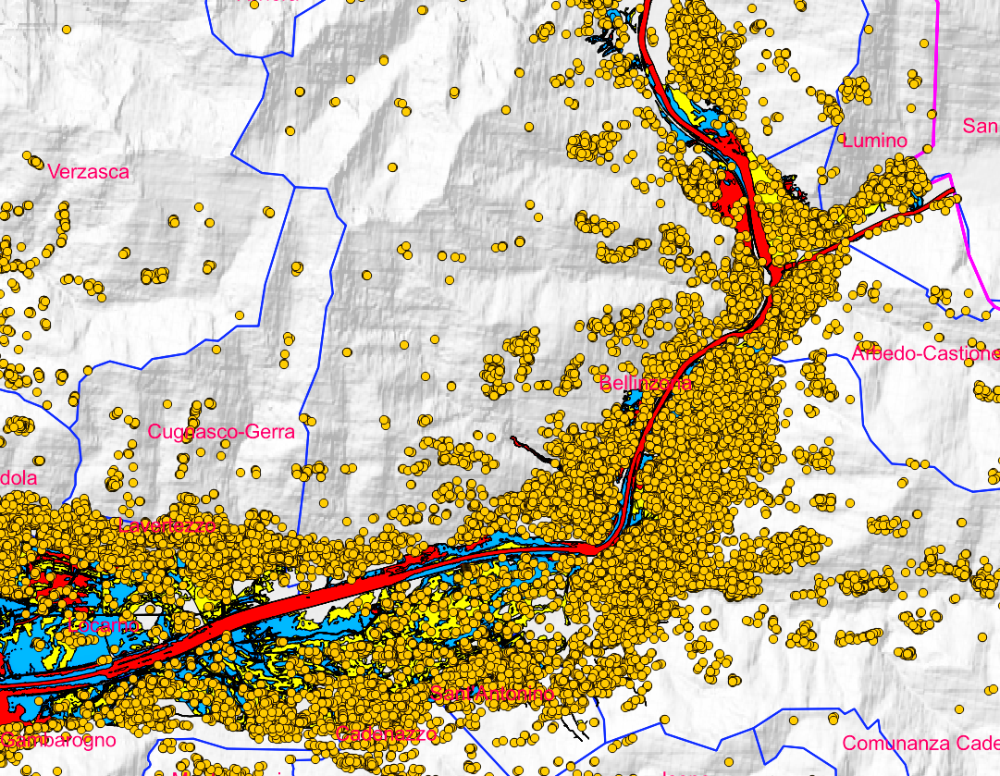 San
Lumino
Verzasca
Arbedo-Castione
Bellinzona
Cugnasco-Gerra
dola
Lavertezzo
Locarno
Sant'Antonino
Cadenazzo
Gambarogno
Comunanza Cade